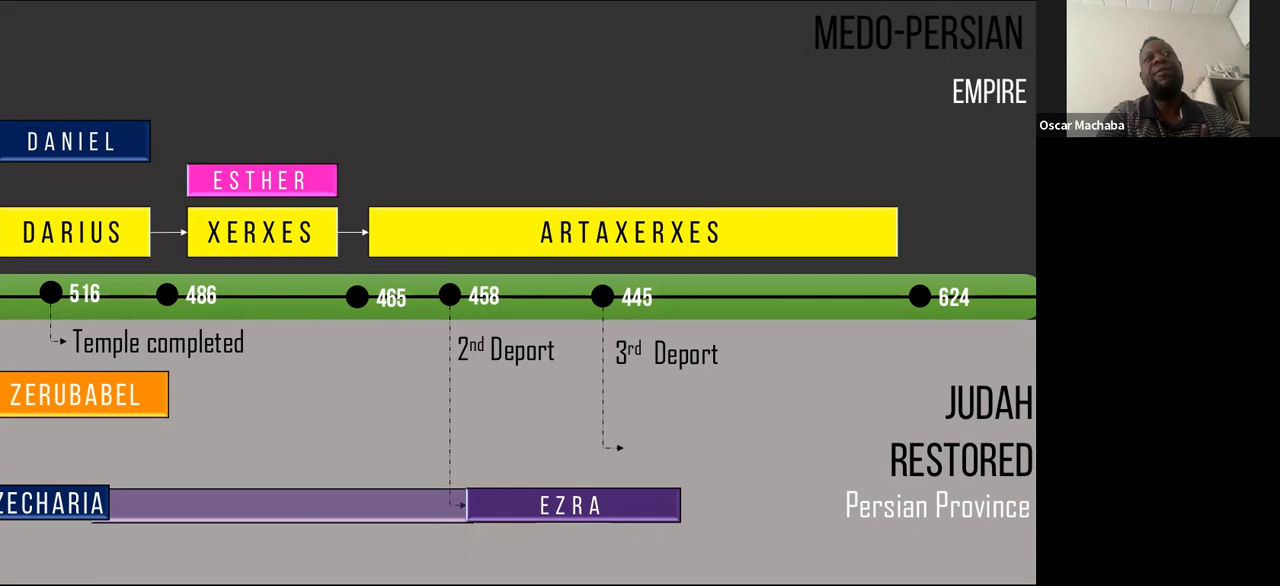 MEDO-PERSIAN
EMPIRE
Oscar Machaba
DANIEL
ESTHER
DARIUS
XERXES
ARTAXERXES
516
486
465
458
445
624
Temple completed
2nd Deport
3rd Deport
ZERUBABEL
JUDAH
RESTORED
Persian Province
ZECHARIA
EZRA